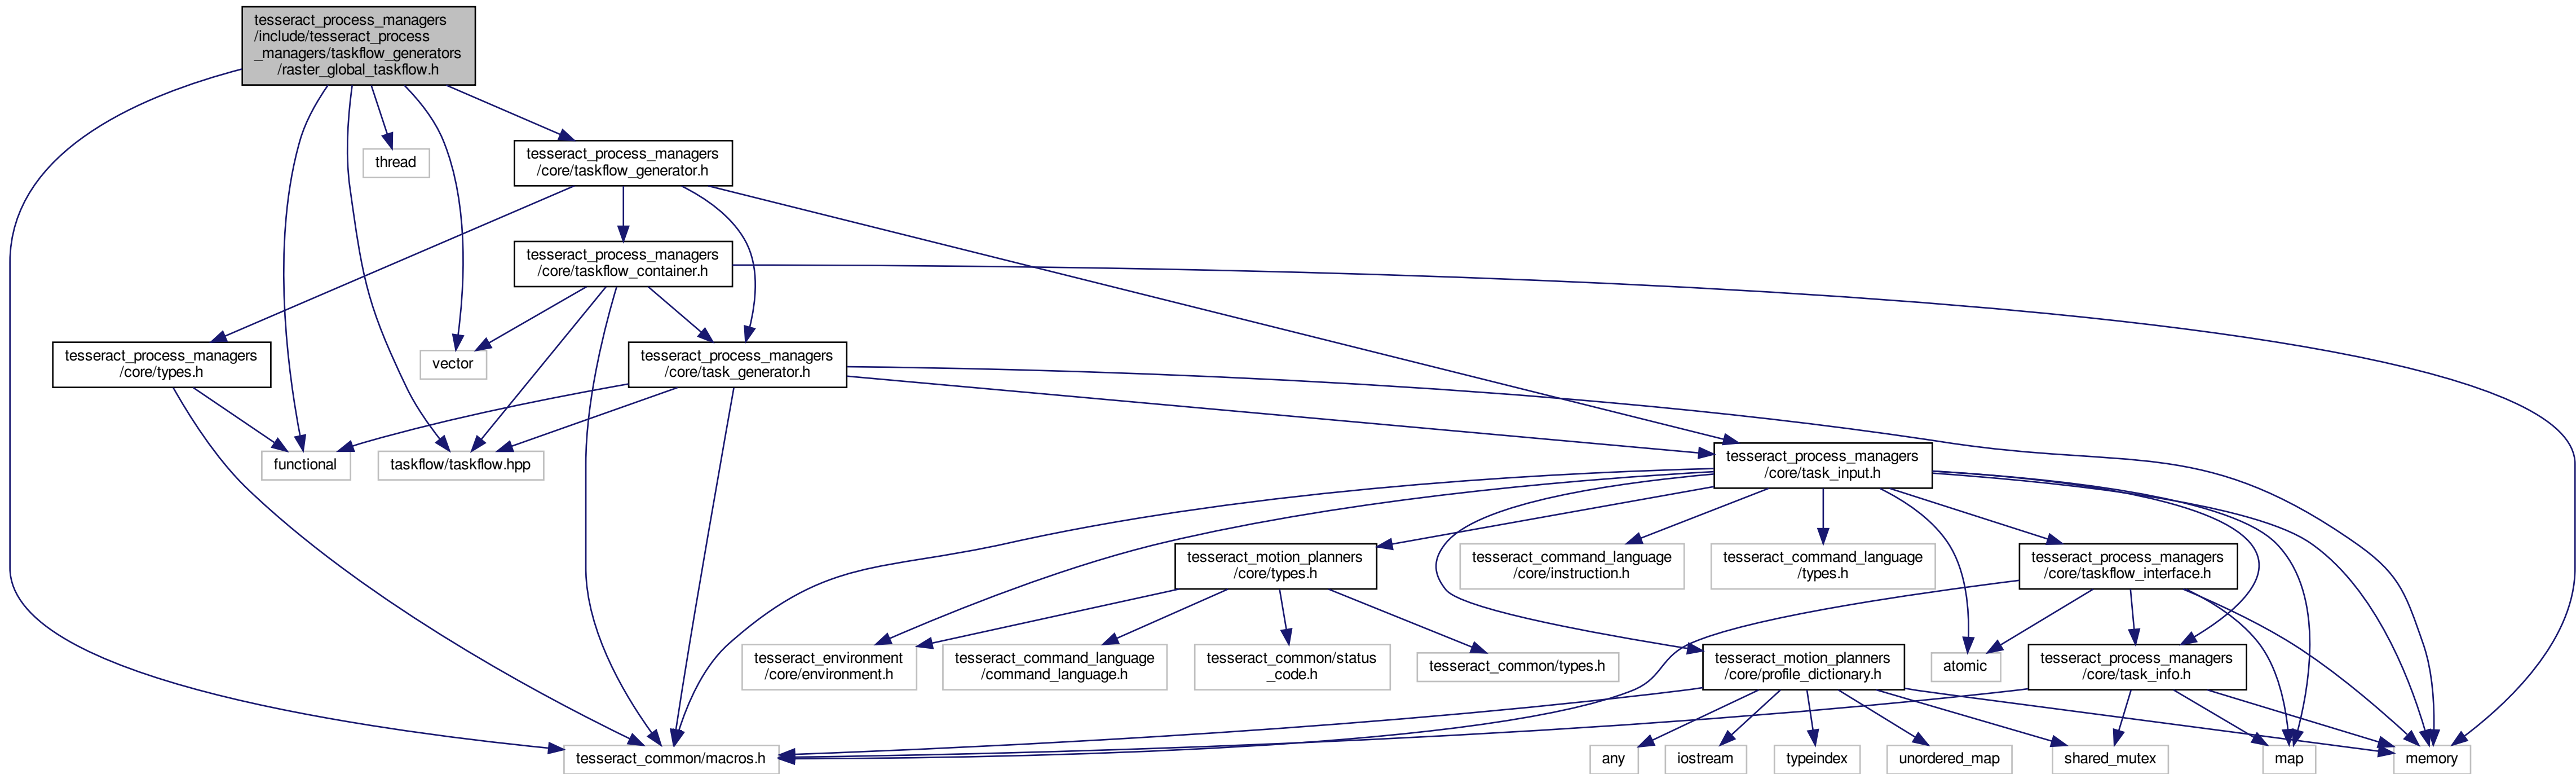 tesseract_process_managers
/include/tesseract_process
_managers/taskflow_generators
/raster_global_taskflow.h
thread
tesseract_process_managers
/core/taskflow_generator.h
tesseract_process_managers
/core/taskflow_container.h
tesseract_process_managers
/core/types.h
vector
tesseract_process_managers
/core/task_generator.h
functional
taskflow/taskflow.hpp
tesseract_process_managers
/core/task_input.h
tesseract_motion_planners
/core/types.h
tesseract_command_language
/core/instruction.h
tesseract_command_language
/types.h
tesseract_process_managers
/core/taskflow_interface.h
tesseract_environment
/core/environment.h
tesseract_command_language
/command_language.h
tesseract_common/status
_code.h
tesseract_common/types.h
tesseract_motion_planners
/core/profile_dictionary.h
atomic
tesseract_process_managers
/core/task_info.h
tesseract_common/macros.h
any
iostream
typeindex
unordered_map
shared_mutex
map
memory